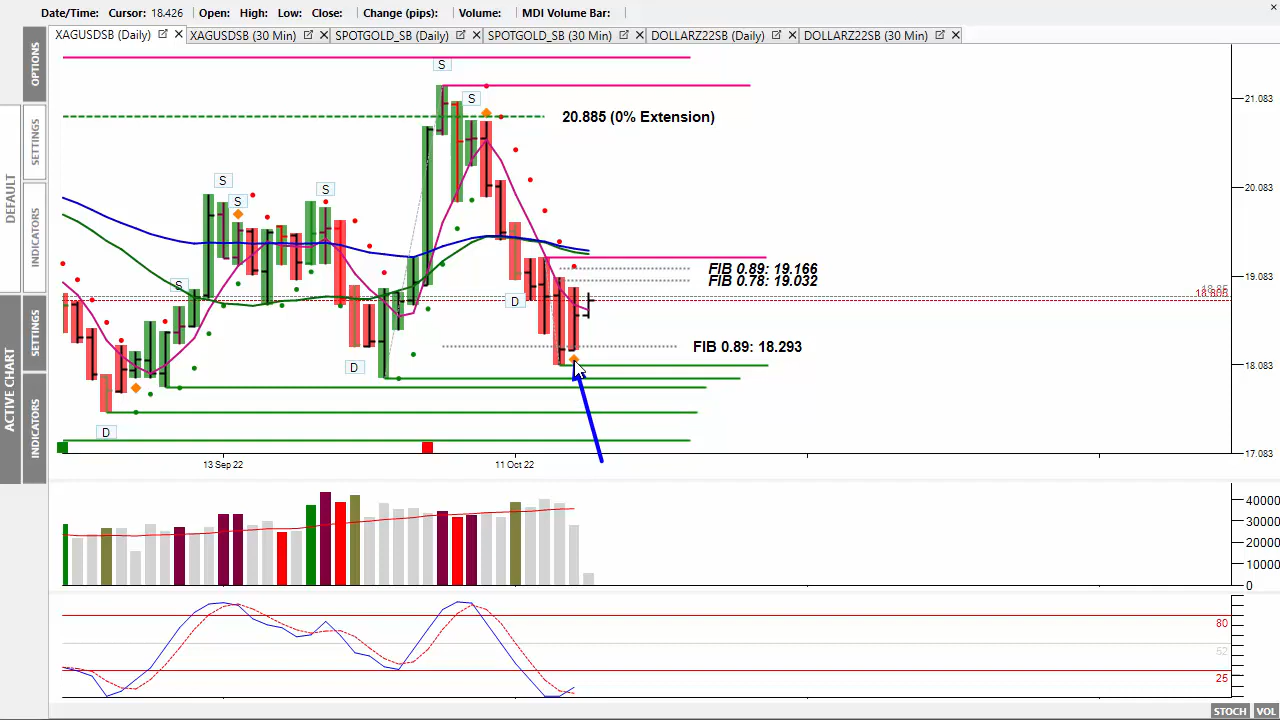 Date/Time: Cursor: 18.426 Open: High: Low: Close: Change (pips): Volume: MDI Volume Bar:
XAGUSDSB (Daily) XAGUSDSB (30 Min) SPOTGOLD_SB (Daily) SPOTGOLD_SB (30 Min) DOLLARZ22SB (Daily) DOLLARZ22SB (30 Min)
OPTIONS
SETTINGS
DEFAULT
INDICATORS
SETTINGS
ACTIVE CHART
INDICATORS
S
S
21.083
20.885 (0% Extension)
S
S
S
20.083
S
FIB 0.89: 19.166
FIB 0.78: 19.032
19.083
D
FIB 0.89: 18.293
D
18.083
D
17.083
13 Sep 22
11 Oct 22
40000
30000
20000
10000
0
80
52
25
STOCH VOL